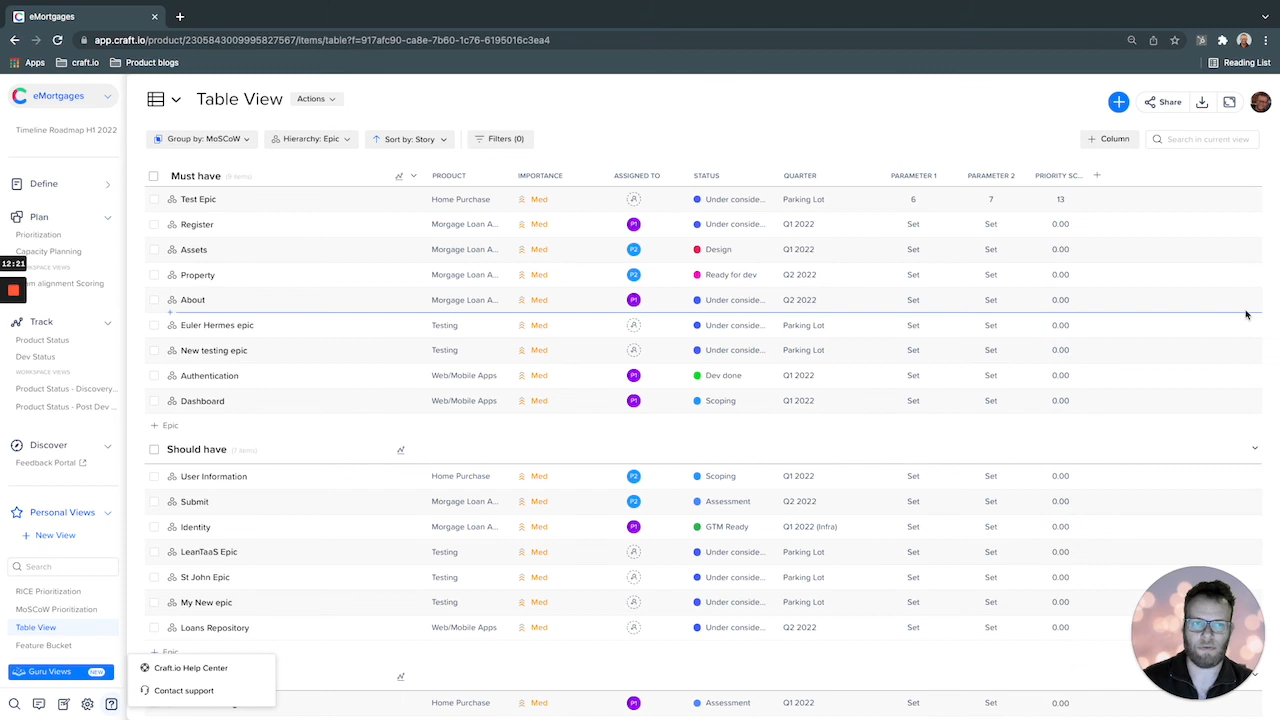 eMortgages
app.craft.io/product/2305843009995827567/items/table?f=917afc90-ca8e-7b60-1c76-6195016c3ea4
Apps craft.io Product blogs Reading List
eMortgages
Timeline Roadmap H1 2022
Define
Plan
Prioritization
Capacity Planning
12:21
Track
Product Status
Dev Status
WORKSPACE VIEWS
Product Status - Discovery...
Product Status - Post Dev ...
Discover
Feedback Portal
Personal Views
+ New View
Search
RICE Prioritization
MoSCoW Prioritization
Table View
Feature Bucket
Guru Views NEW
Craft.io Help Center
Contact support
Table View Actions
Share
Group by: MoSCoW Hierarchy: Epic Sort by: Story Filters (0)
+ Column Search in current view
Must have (9 items) PRODUCT IMPORTANCE ASSIGNED TO STATUS QUARTER PARAMETER 1 PARAMETER 2 PRIORITY SC... +
Test Epic Home Purchase Med Under conside... Parking Lot 6 7 13
Register Morgage Loan A... Med P1 Under conside... Q1 2022 Set Set 0.00
Assets Morgage Loan A... Med P2 Design Q1 2022 Set Set 0.00
Property Morgage Loan A... Med P2 Ready for dev Q2 2022 Set Set 0.00
About Morgage Loan A... Med P1 Under conside... Q2 2022 Set Set 0.00
Euler Hermes epic Testing Med Under conside... Parking Lot Set Set 0.00
New testing epic Testing Med Under conside... Parking Lot Set Set 0.00
Authentication Web/Mobile Apps Med P1 Dev done Q1 2022 Set Set 0.00
Dashboard Web/Mobile Apps Med P1 Scoping Q1 2022 Set Set 0.00
+ Epic
Should have (7 items)
User Information Home Purchase Med P2 Scoping Q1 2022 Set Set 0.00
Submit Morgage Loan A... Med P2 Assessment Q2 2022 Set Set 0.00
Identity Morgage Loan A... Med P1 GTM Ready Q1 2022 (Infra) Set Set 0.00
LeanTaaS Epic Testing Med Under conside... Parking Lot Set Set 0.00
St John Epic Testing Med Under conside... Parking Lot Set Set 0.00
My New epic Testing Med Under conside... Parking Lot Set Set 0.00
Loans Repository Web/Mobile Apps Med Under conside... Q2 2022 Set Set 0.00
+ Epic
Med P1 Assessment Q2 2022 Set Set 0.00